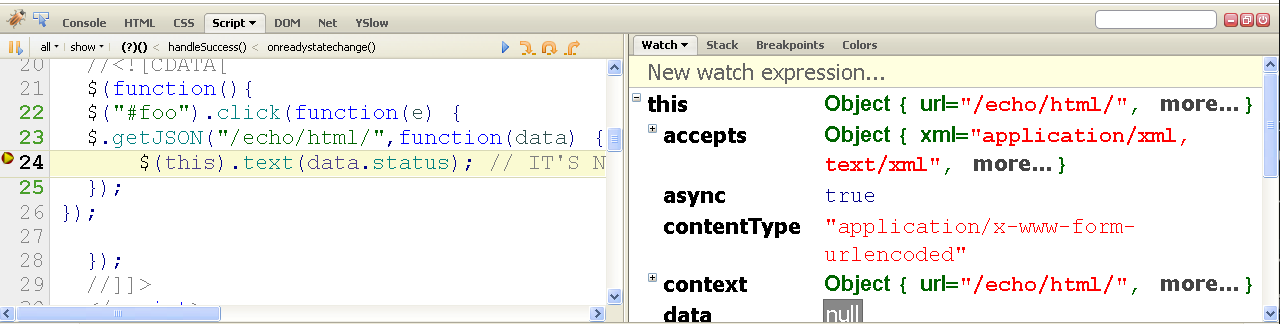 Console HTML CSS Script DOM Net YSlow
all show (?)() < handleSuccess() < onreadystatechange()
20 //<![CDATA[
21 $(function(){
22 $("#foo").click(function(e) {
23 $.getJSON("/echo/html/",function(data) {
24 $(this).text(data.status); // IT'S N
25 });
26 });
27
28 });
29 //]]>
Watch Stack Breakpoints Colors
New watch expression...
this Object { url="/echo/html/", more... }
accepts Object { xml="application/xml,
text/xml", more... }
async true
contentType "application/x-www-form-
urlencoded"
context Object { url="/echo/html/", more... }
data null